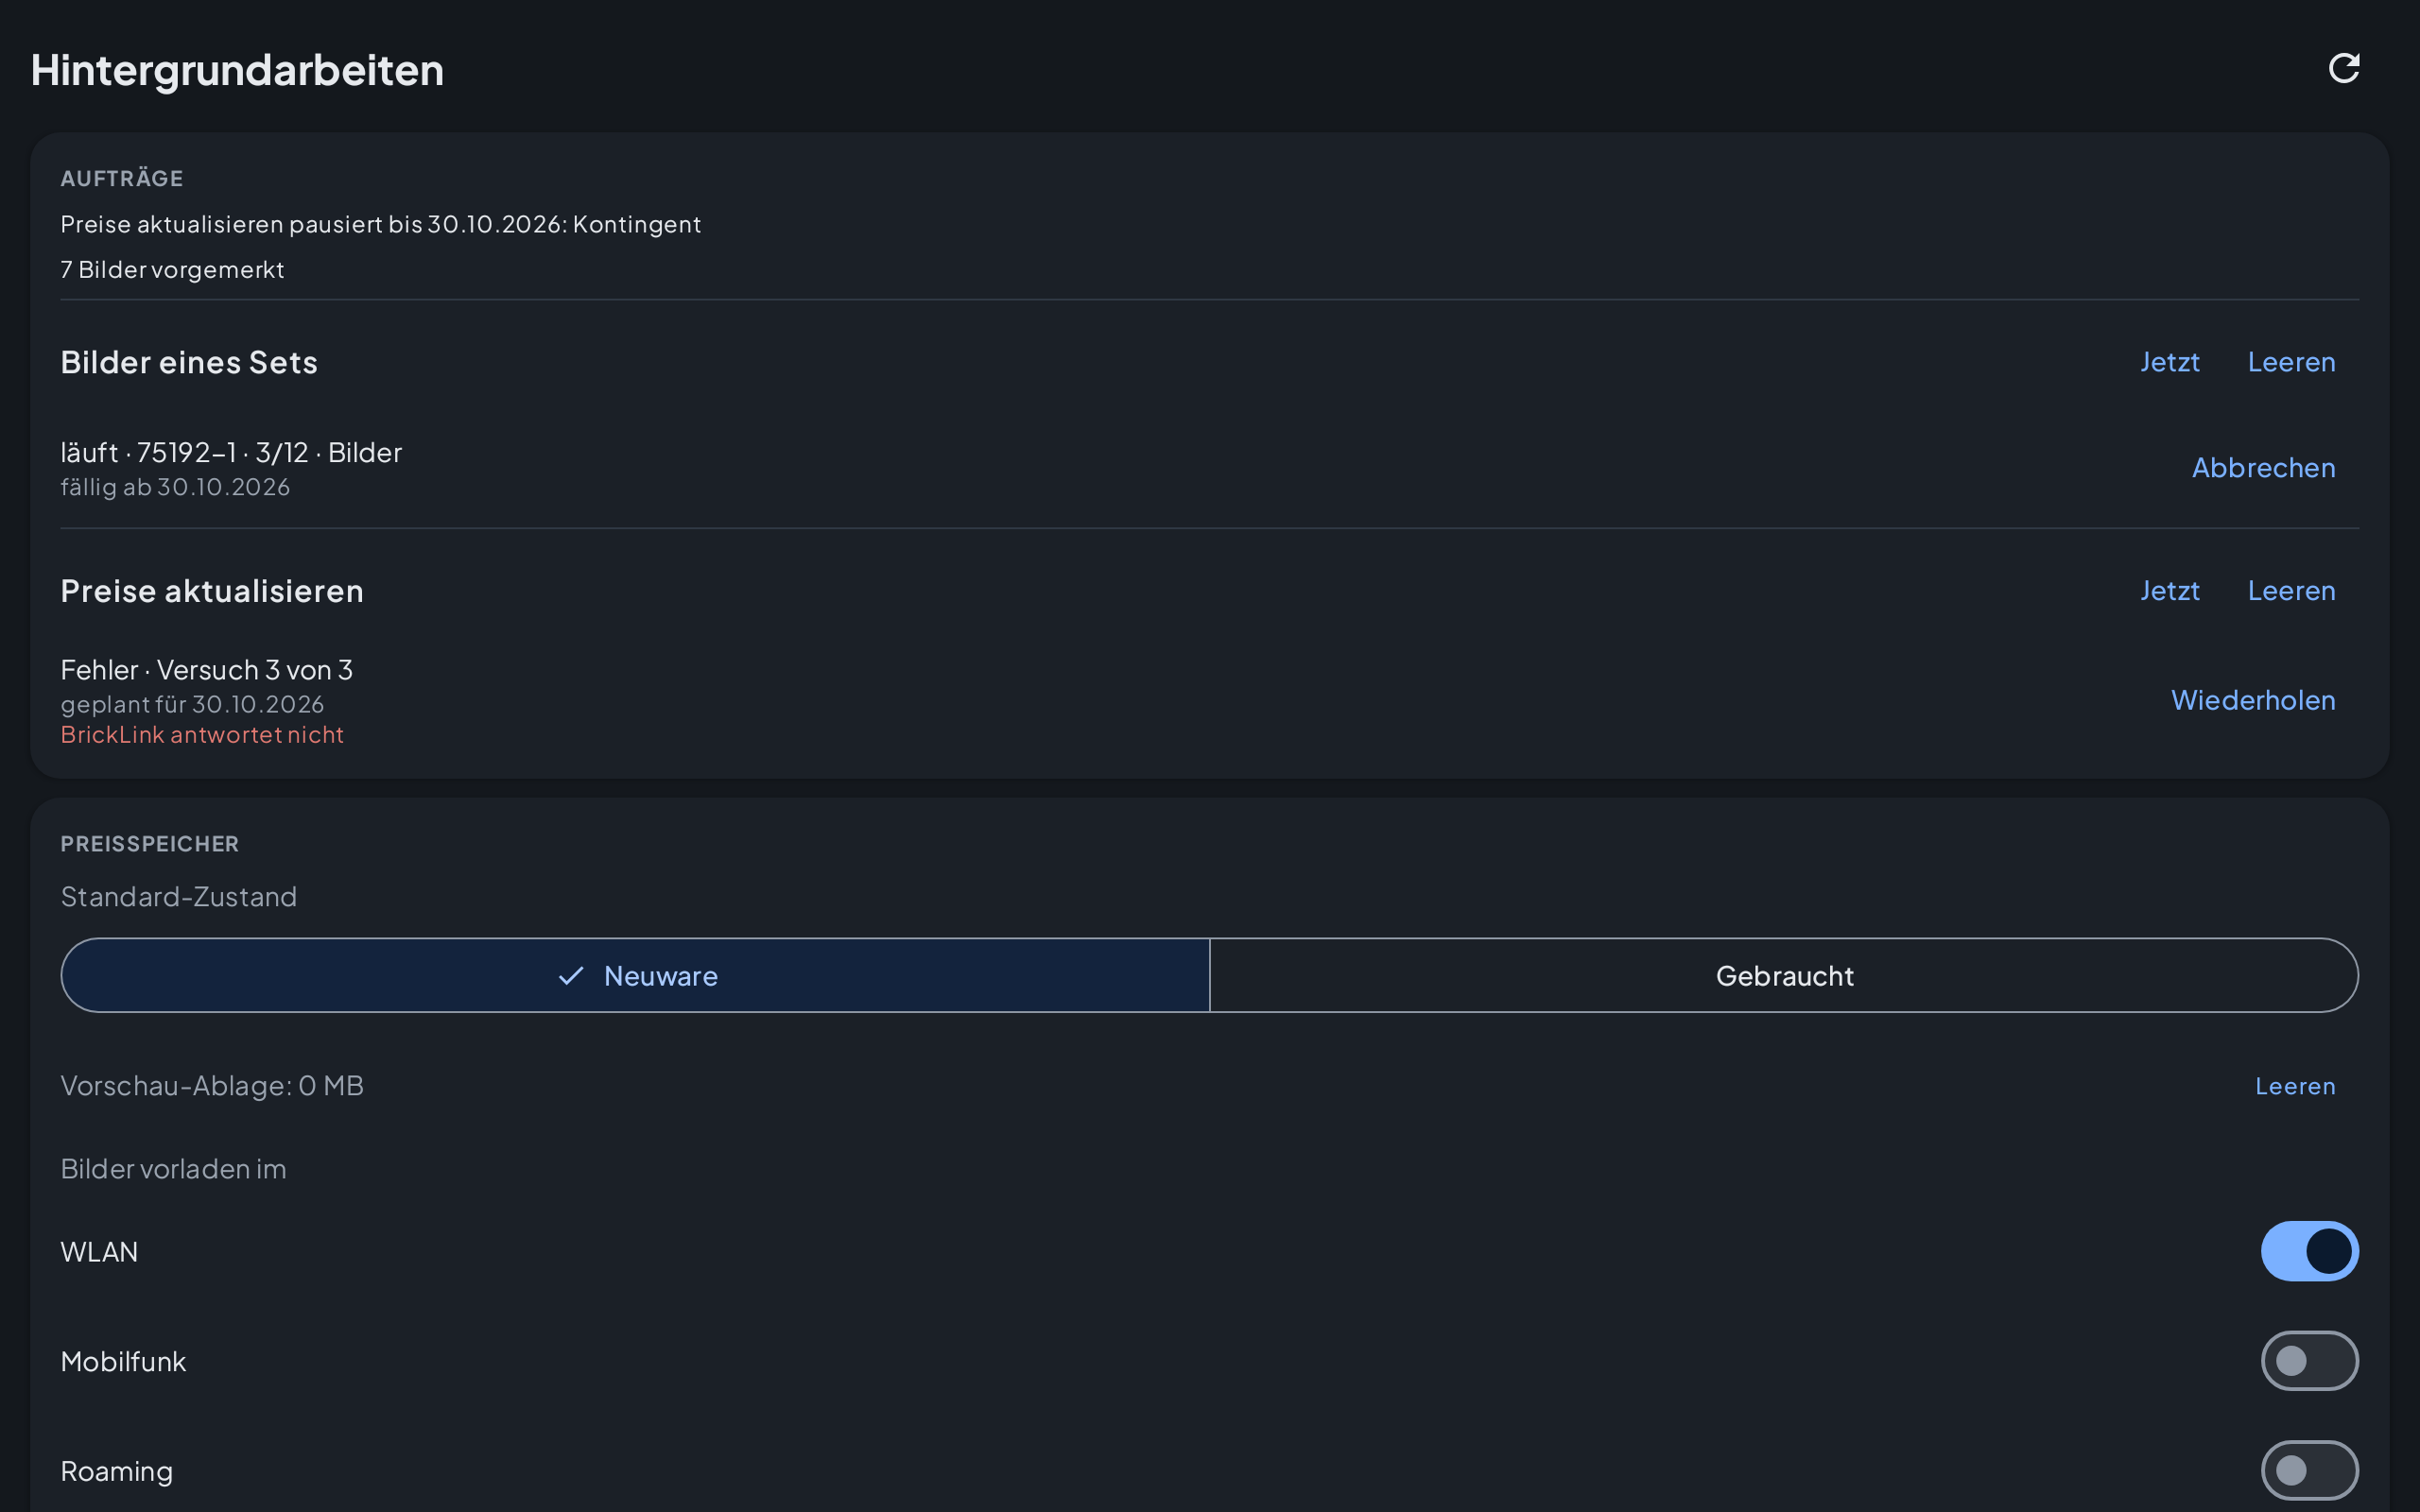 Hintergrundarbeiten
AUFTRÄGE
Preise aktualisieren pausiert bis 30.10.2026: Kontingent
7 Bilder vorgemerkt
Bilder eines Sets
Jetzt
Leeren
läuft · 75192-1 · 3/12 · Bilder
fällig ab 30.10.2026
Abbrechen
Preise aktualisieren
Jetzt
Leeren
Fehler · Versuch 3 von 3
geplant für 30.10.2026
BrickLink antwortet nicht
Wiederholen
PREISSPEICHER
Standard-Zustand
Neuware
Gebraucht
Vorschau-Ablage: 0 MB
Leeren
Bilder vorladen im
WLAN
Mobilfunk
Roaming